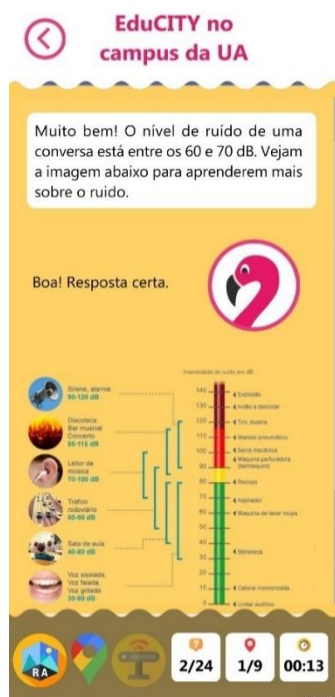 EduCITY no
campus da UA
Muito bem! O nível de ruído de uma
conversa está entre os 60 e 70 dB. Vejam
a imagem abaixo para aprenderem mais
sobre o ruido.
Boa! Resposta certa.
Intensidade do ruído em dB
Sirene, alarme
90-120 dB
Discoteca
Bar musical
Concerto
85-115 dB
Leitor de
música
70-100 dB
Tráfico
rodoviário
60-90 dB
Sala de aula
40-80 dB
Voz sussurada,
Voz falada,
Voz gritada
30-80 dB
140
130
120
110
100
90
80
70
60
50
40
30
20
10
Explosão
Avião a descolar
Tiro, buzina
Martelo pneumático
Serra mecânica
Máquina perfuradora
Recreio
Aspirador
Máquina de lavar roupa
Biblioteca
Limiar auditivo
RA
2/24
1/9
00:13